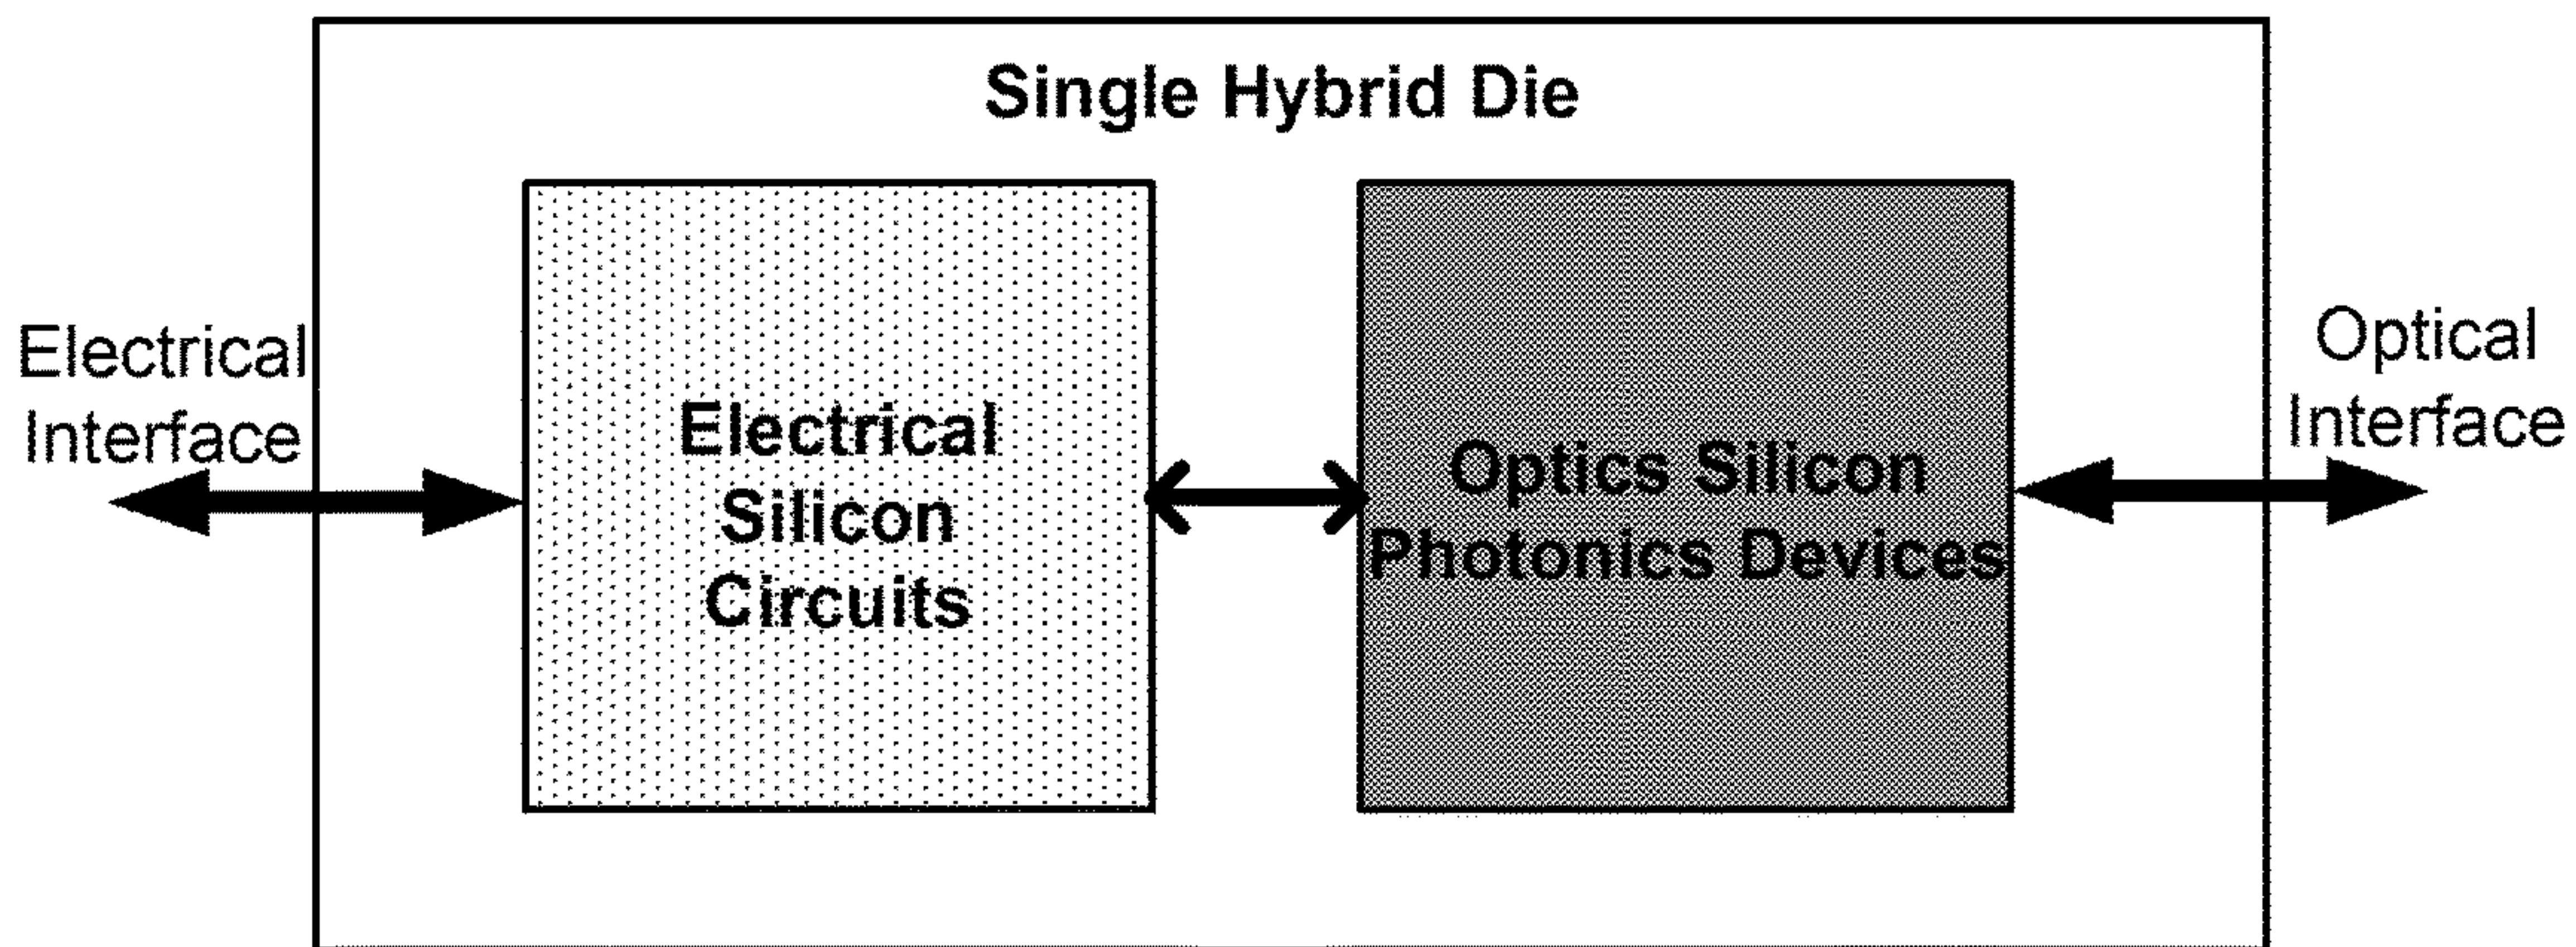 Single Hybrid Die
Electrical
Interface
Electrical
Silicon
Circuits
Optics Silicon
Photonics Devices
Optical
Interface